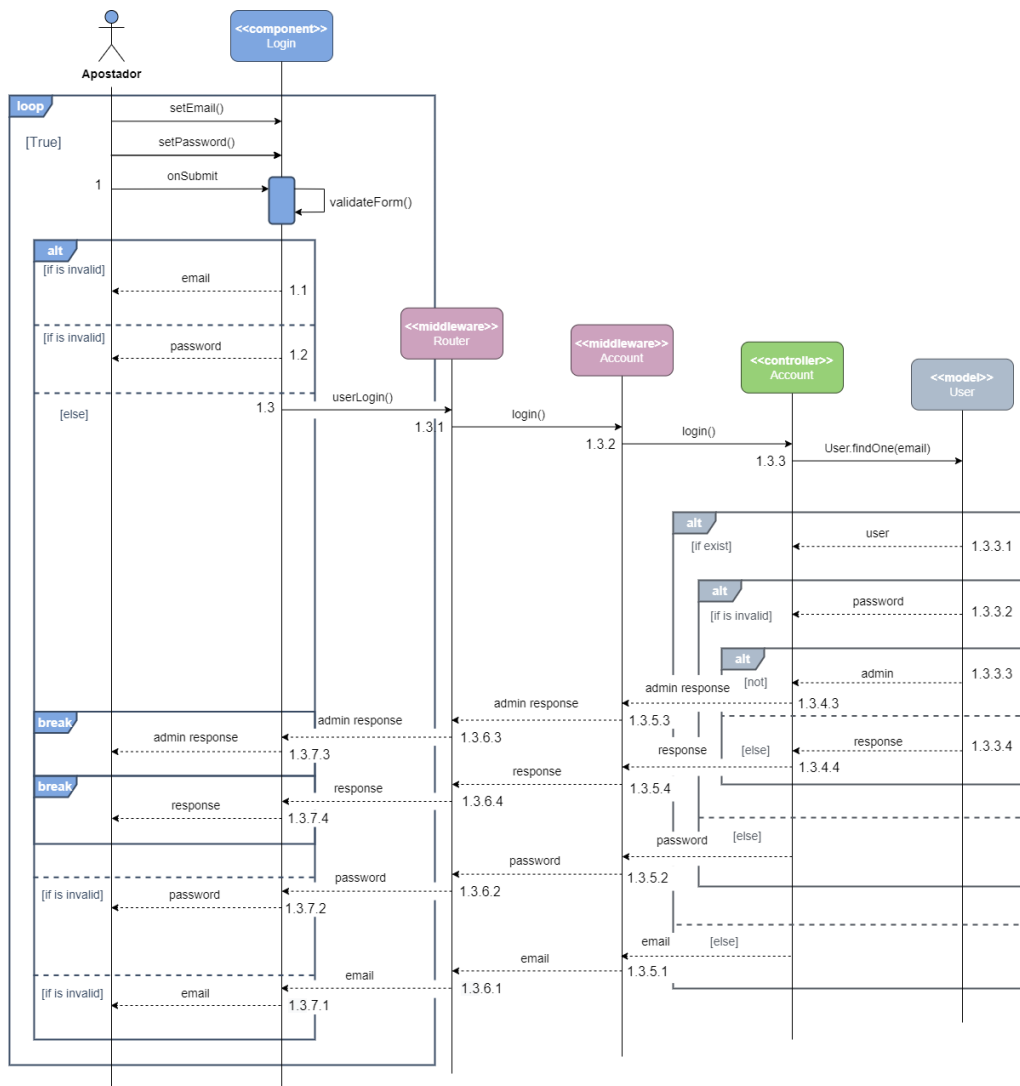 <<component>>
Login
Apostador
loop
setEmail()
[True]
setPassword()
onSubmit
1
validateForm()
alt
[if is invalid]
email
1.1
<<middleware>>
Router
<<middleware>>
Account
[if is invalid]
password
1.2
<<controller>>
Account
<<model>>
User
userLogin()
1.3
[else]
login()
1.3.1
login()
1.3.2
User.findOne(email)
1.3.3
alt
user
[if exist]
1.3.3.1
alt
password
[if is invalid]
1.3.3.2
alt
admin
1.3.3.3
[not]
admin response
1.3.4.3
admin response
1.3.5.3
break
admin response
1.3.6.3
admin response
1.3.7.3
response
1.3.3.4
[else]
response
1.3.4.4
response
1.3.5.4
break
response
1.3.6.4
response
1.3.7.4
[else]
password
password
1.3.5.2
password
1.3.6.2
[if is invalid]
password
1.3.7.2
email
[else]
email
1.3.5.1
email
1.3.6.1
[if is invalid]
email
1.3.7.1